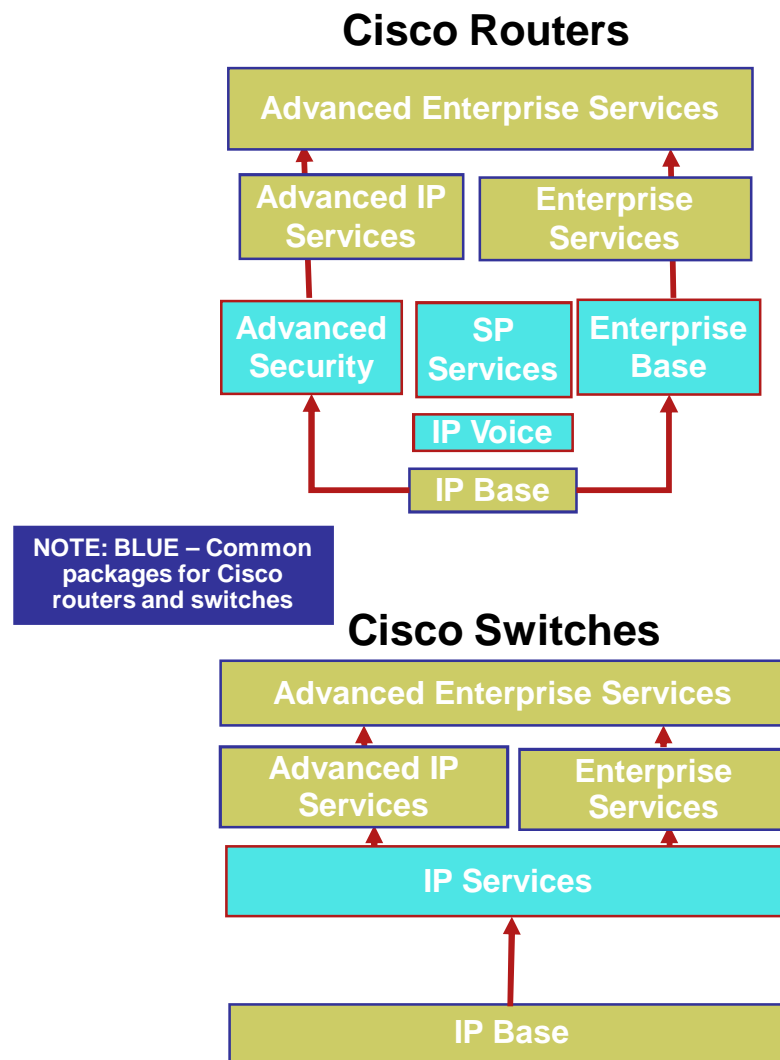 Cisco Routers
Advanced Enterprise Services
Advanced IP
Services
Enterprise
Services
Advanced
Security
SP
Services
Enterprise
Base
IP Voice
IP Base
NOTE: BLUE – Common
packages for Cisco
routers and switches
Cisco Switches
Advanced Enterprise Services
Advanced IP
Services
Enterprise
Services
IP Services
IP Base